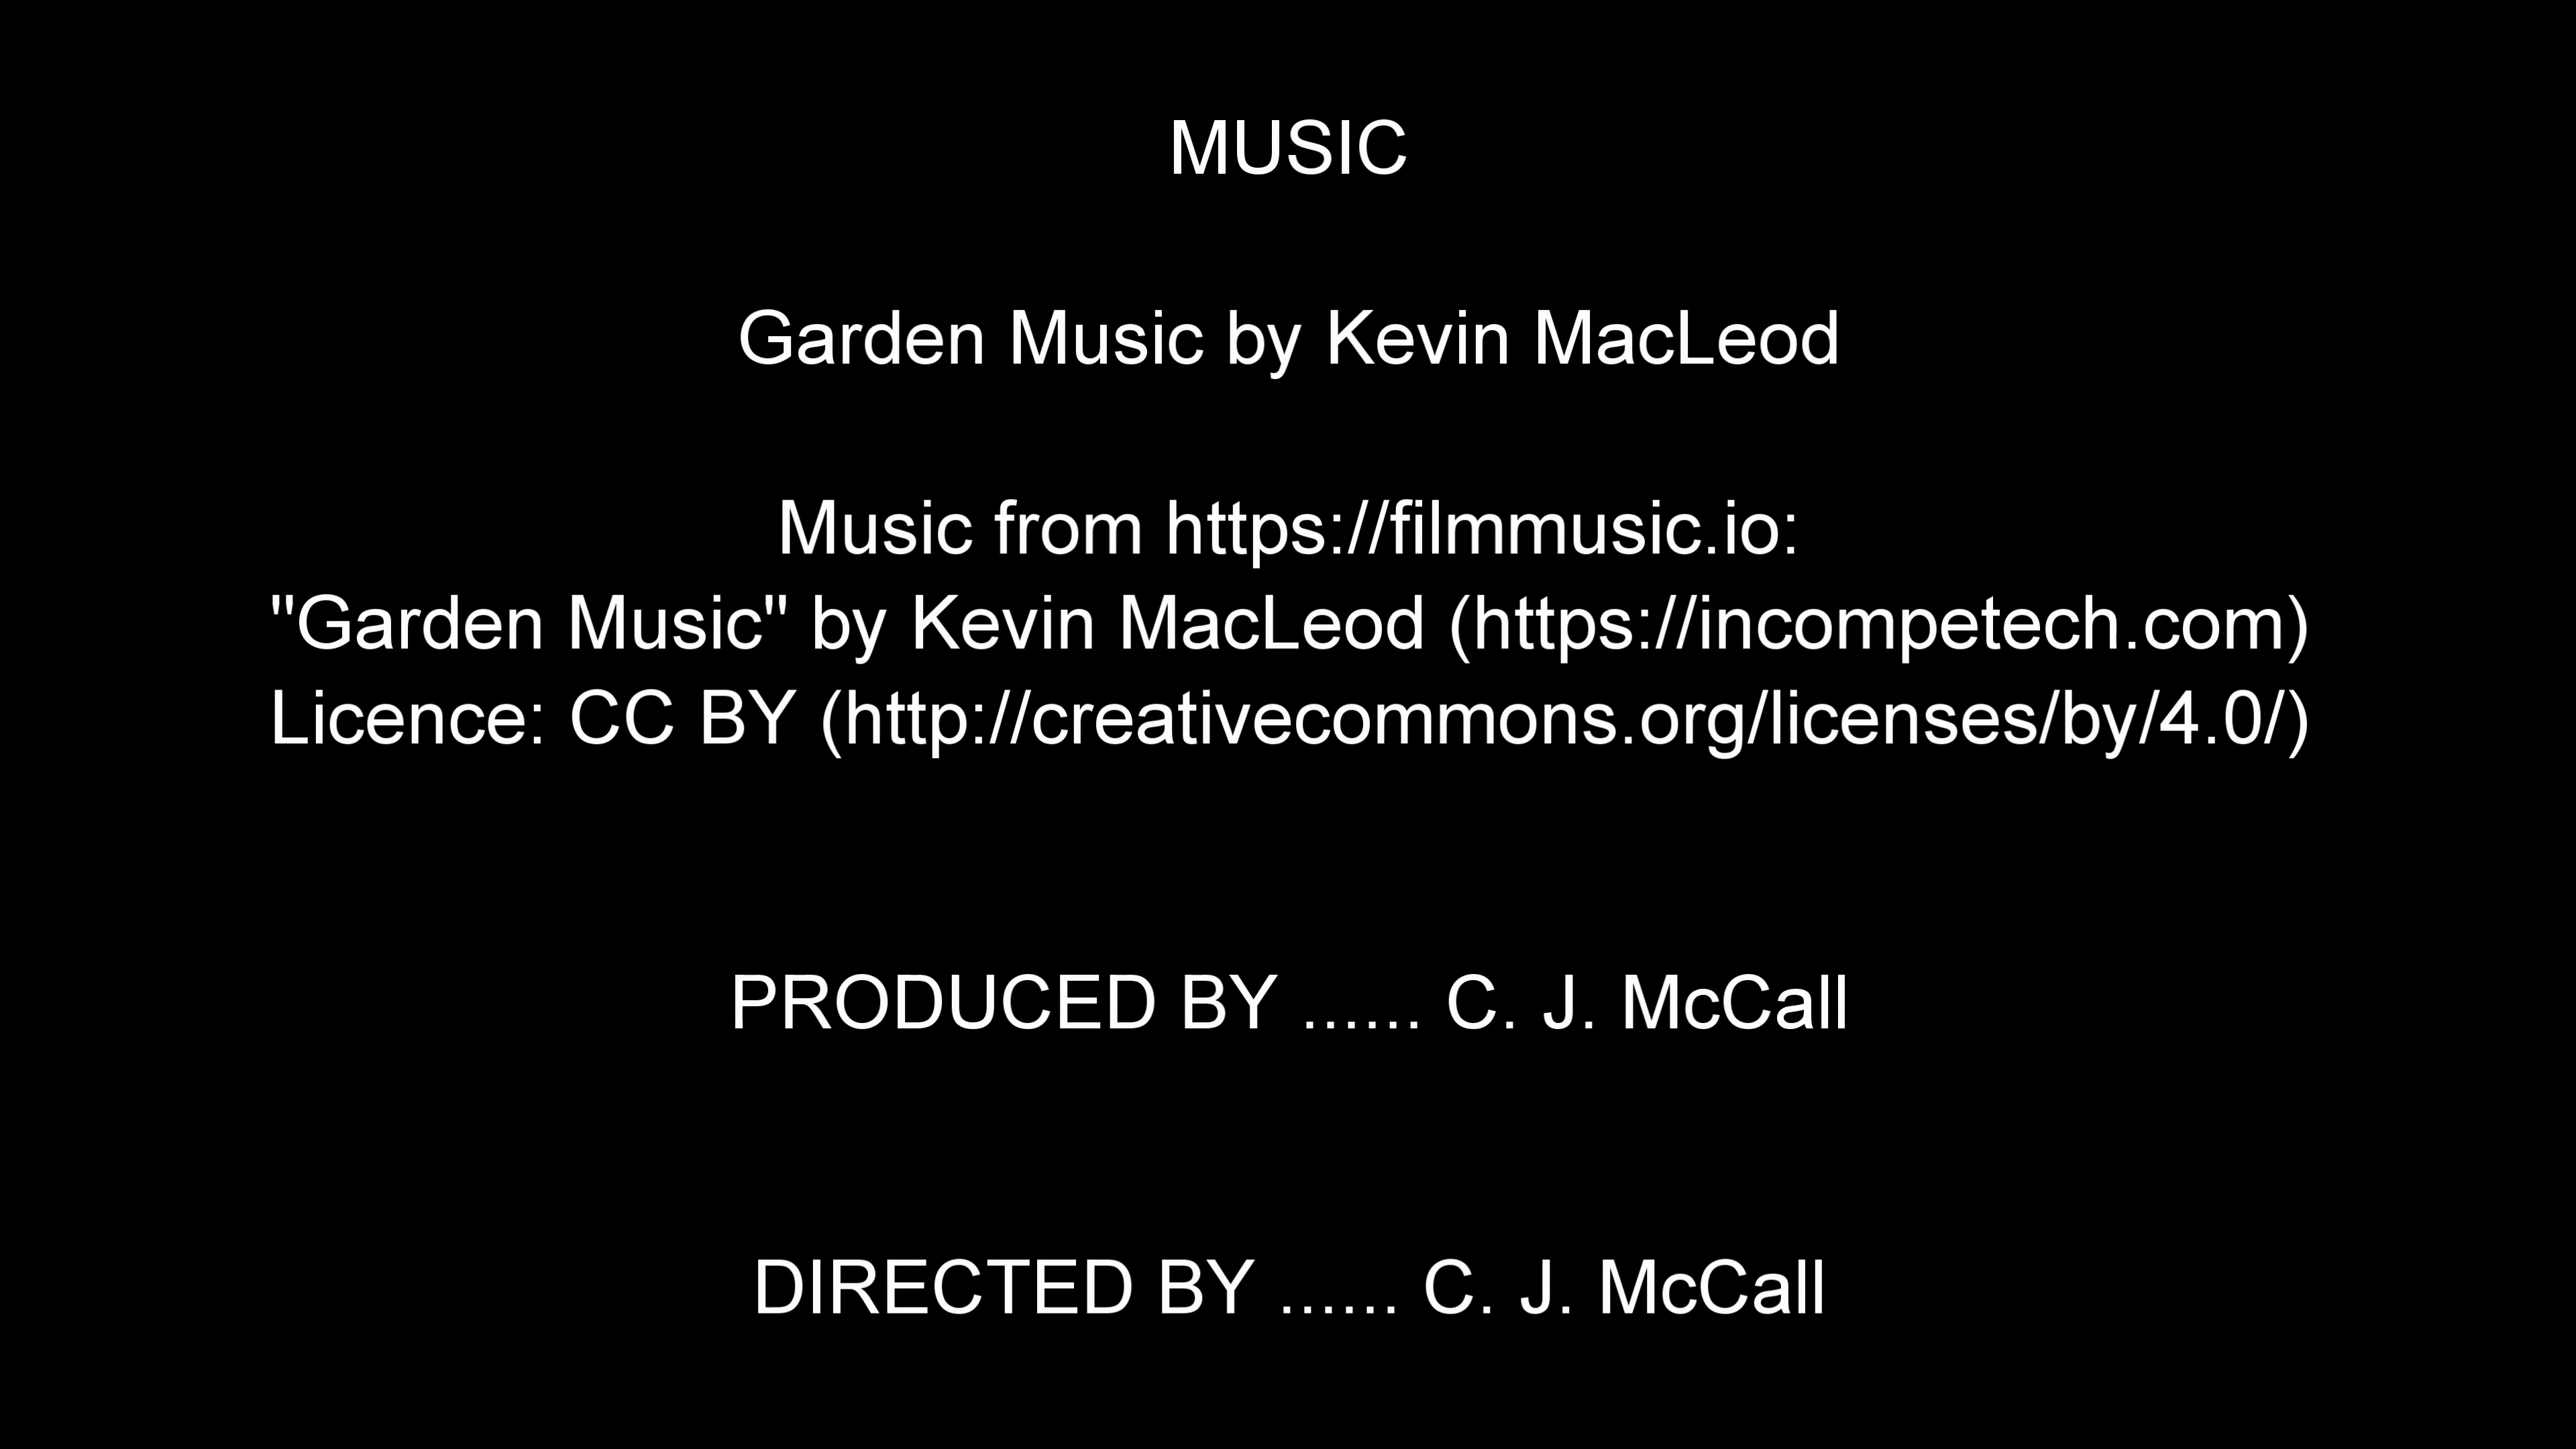 MUSIC
Garden Music by Kevin MacLeod
Music from https://filmmusic.io:
"Garden Music" by Kevin MacLeod (https://incompetech.com)
Licence: CC BY (http://creativecommons.org/licenses/by/4.0/)
PRODUCED BY ...... C. J. McCall
DIRECTED BY ...... C. J. McCall